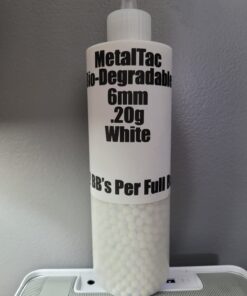 MetalTac
io-Degradable
6mm
.20g
White
BB's Per Full B